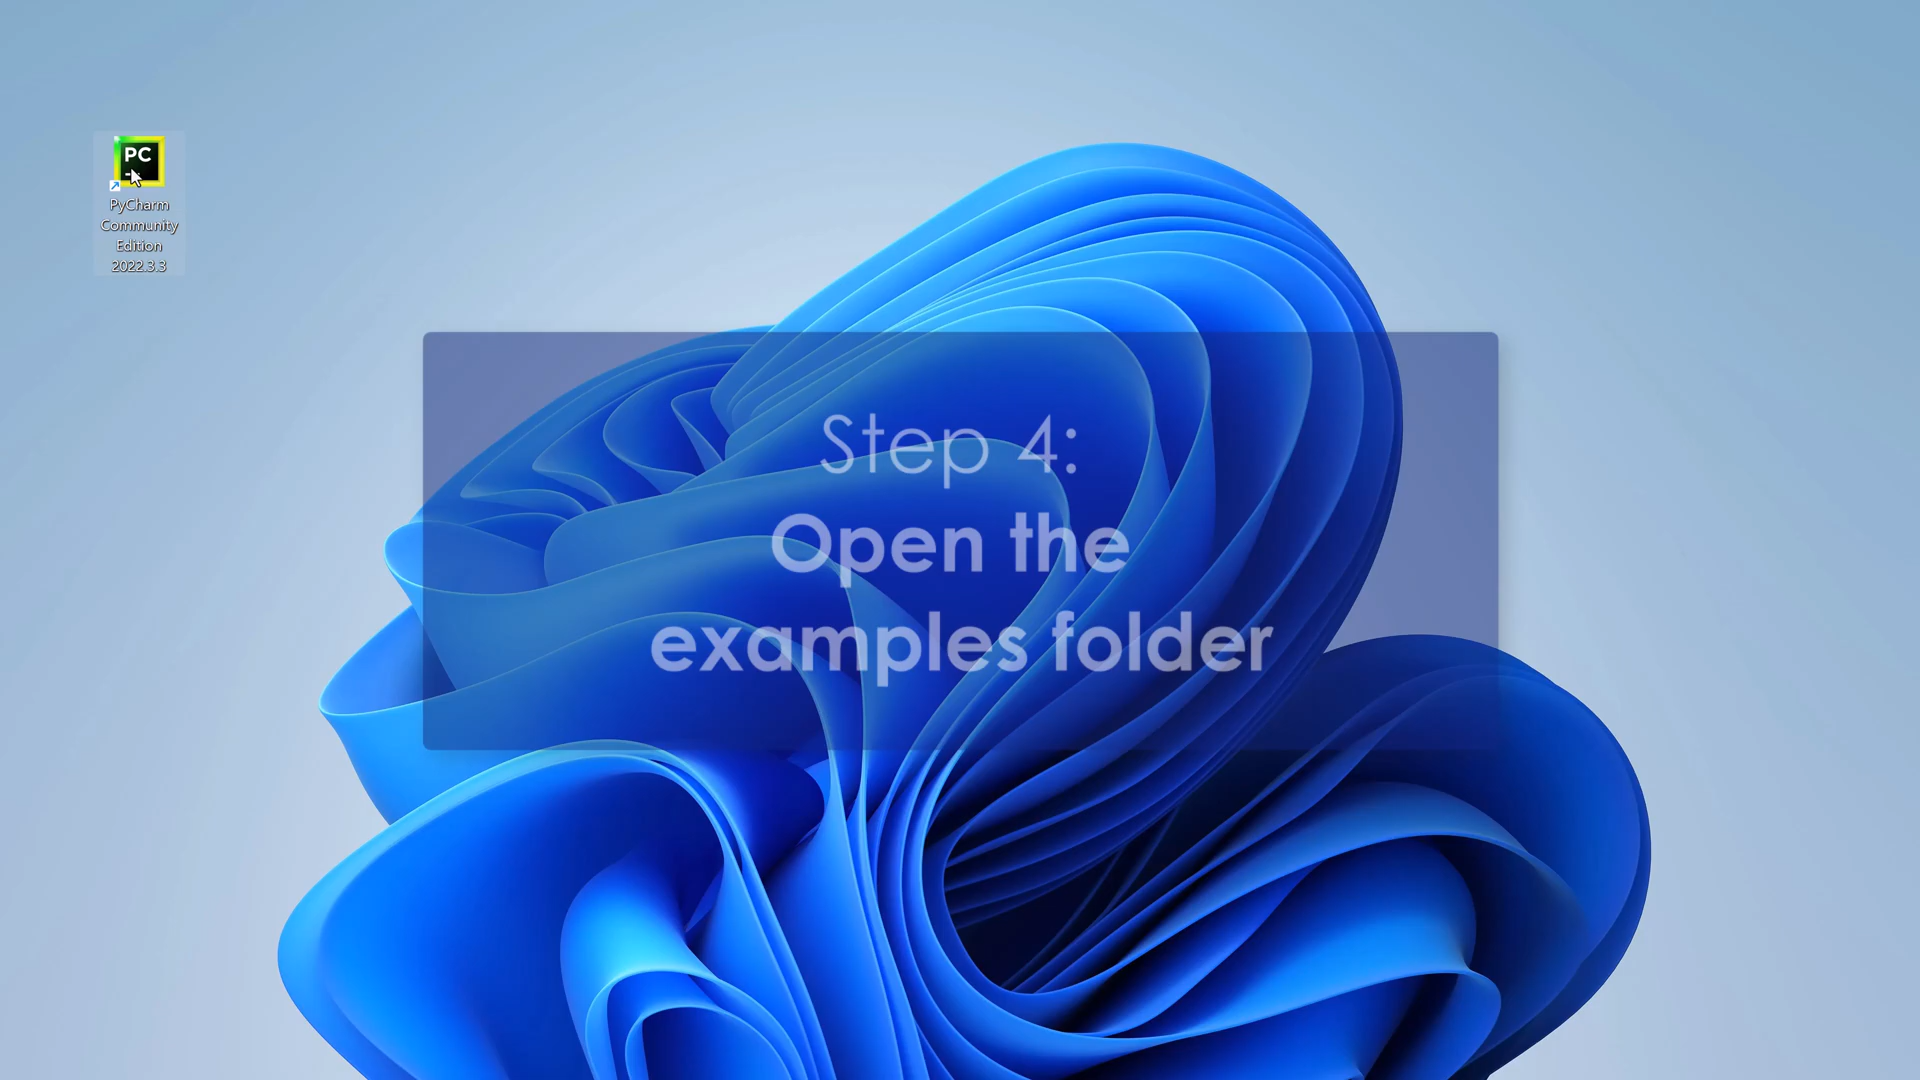 PC
PyCharm
Community
Edition
2022.3.3
Step 4:
Open the
examples folder